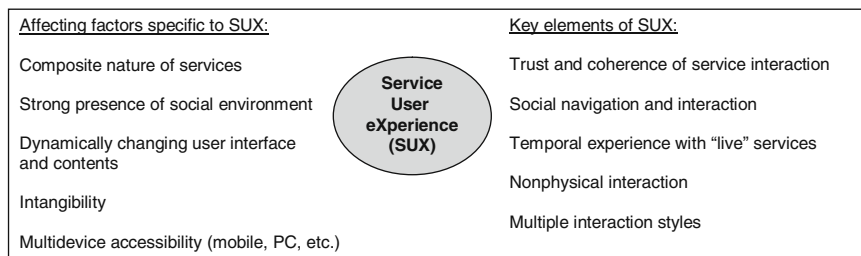 Affecting factors specific to SUX:
Composite nature of services
Strong presence of social environment
Dynamically changing user interface
and contents
Intangibility
Multidevice accessibility (mobile, PC, etc.)
Service
User
eXperience
(SUX)
Key elements of SUX:
Trust and coherence of service interaction
Social navigation and interaction
Temporal experience with “live” services
Nonphysical interaction
Multiple interaction styles